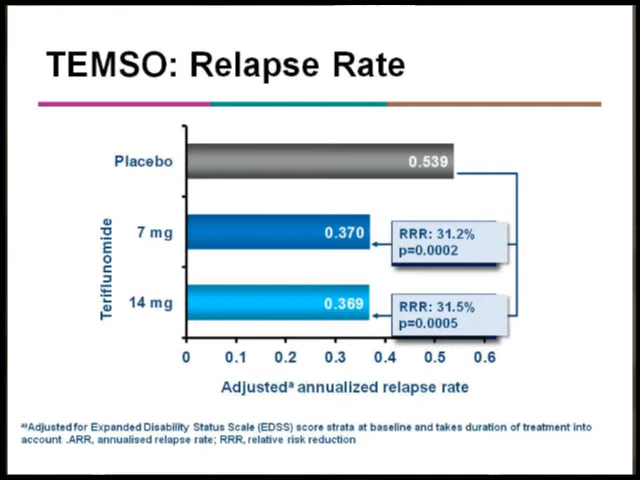 TEMSO: Relapse Rate
Placebo
0.539
Teriflunomide
7 mg
0.370
RRR: 31.2%
p=0.0002
14 mg
0.369
RRR: 31.5%
p=0.0005
0 0.1 0.2 0.3 0.4 0.5 0.6
Adjustedᵃ annualized relapse rate
ᵃAdjusted for Expanded Disability Status Scale (EDSS) score strata at baseline and takes duration of treatment into
account .ARR, annualised relapse rate; RRR, relative risk reduction